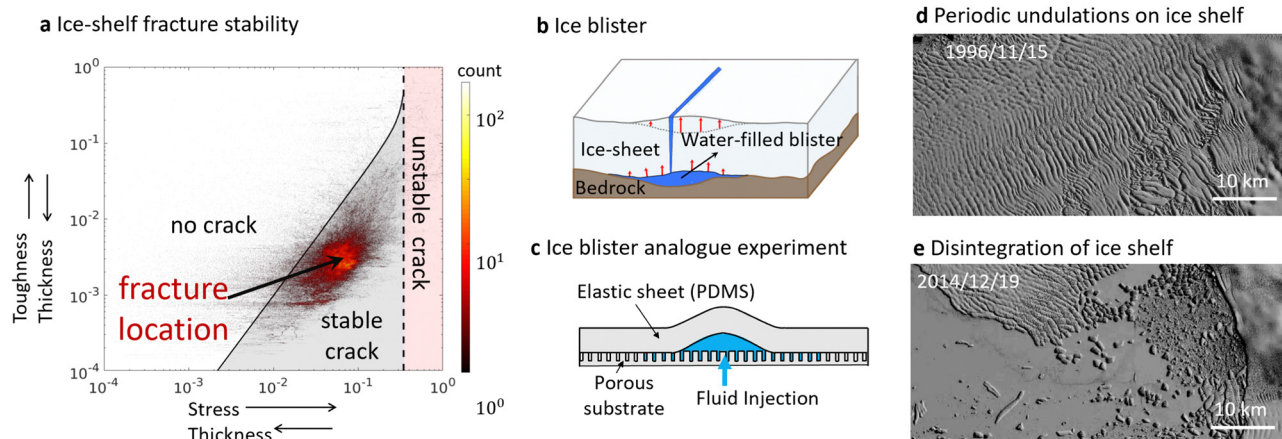 a Ice-shelf fracture stability
10^0
10^-1
10^-2
10^-3
10^-4
10^-4
10^-3
10^-2
10^-1
10^0
Toughness
Thickness
no crack
fracture
location
stable
crack
unstable crack
Stress
Thickness
count
10^2
10^1
10^0
b Ice blister
Ice-sheet
Water-filled blister
Bedrock
c Ice blister analogue experiment
Elastic sheet (PDMS)
Porous
substrate
Fluid Injection
d Periodic undulations on ice shelf
1996/11/15
10 km
e Disintegration of ice shelf
2014/12/19
10 km